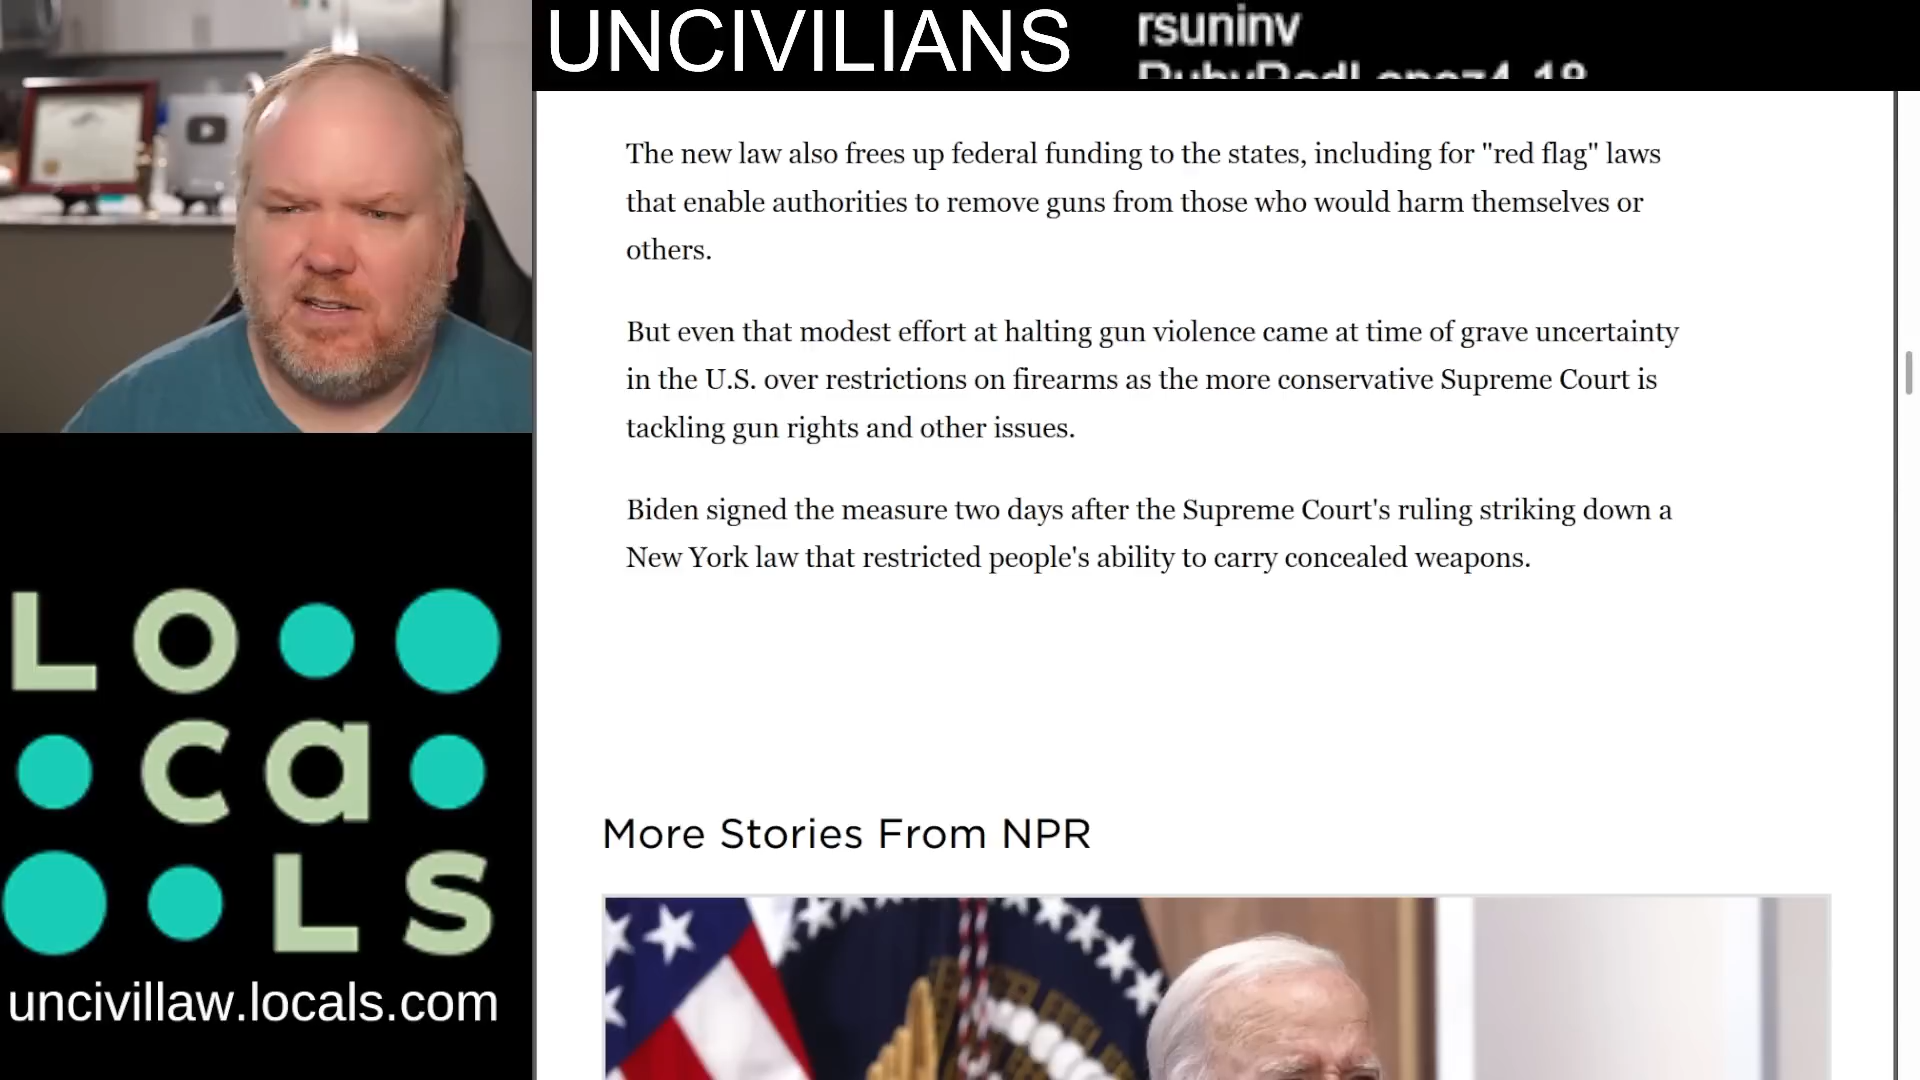 UNCIVILIANS
rsuninv
The new law also frees up federal funding to the states, including for "red flag" laws
that enable authorities to remove guns from those who would harm themselves or
others.
But even that modest effort at halting gun violence came at time of grave uncertainty
in the U.S. over restrictions on firearms as the more conservative Supreme Court is
tackling gun rights and other issues.
Biden signed the measure two days after the Supreme Court's ruling striking down a
New York law that restricted people's ability to carry concealed weapons.
More Stories From NPR
LO
ca
LS
uncivillaw.locals.com